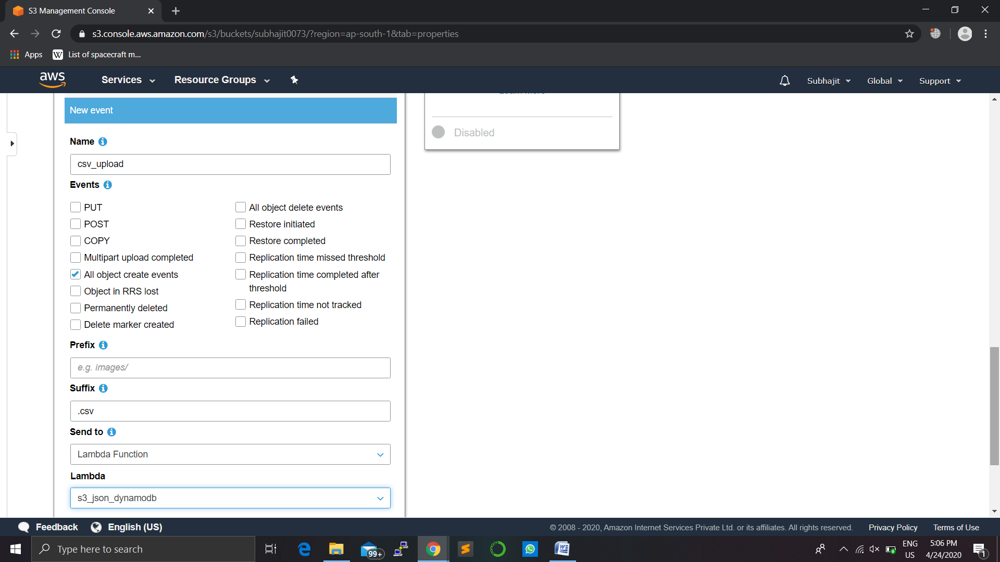 S3 Management Console
s3.console.aws.amazon.com/s3/buckets/subhajit0073/?region=ap-south-1&tab=properties
Apps
W List of spacecraft m...
aws
Services
Resource Groups
Subhajit
Global
Support
New event
Disabled
Name
csv_upload
Events
PUT
POST
COPY
Multipart upload completed
All object create events
Object in RRS lost
Permanently deleted
Delete marker created
All object delete events
Restore initiated
Restore completed
Replication time missed threshold
Replication time completed after
threshold
Replication time not tracked
Replication failed
Prefix
e.g. images/
Suffix
.csv
Send to
Lambda Function
Lambda
s3_json_dynamodb
Feedback
English (US)
© 2008 - 2020, Amazon Internet Services Private Ltd. or its affiliates. All rights reserved.
Privacy Policy
Terms of Use
Type here to search
99+
ENG
US
5:06 PM
4/24/2020
1